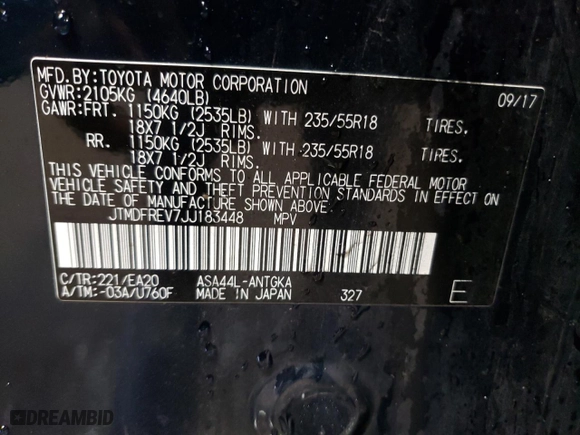 MFD.BY:TOYOTA MOTOR CORPORATION 09/17
GVWR:2105KG (4640LB)
GAWR:FRT. 1150KG (2535LB) WITH 235/55R18 TIRES.
18X7 1/2J RIMS.
RR. 1150KG (2535LB) WITH 235/55R18 TIRES.
18X7 1/2J RIMS.
THIS VEHICLE CONFORMS TO ALL APPLICABLE FEDERAL MOTOR
VEHICLE SAFETY AND THEFT PREVENTION STANDARDS IN EFFECT ON
THE DATE OF MANUFACTURE SHOWN ABOVE.
JTMDFREV7JJ183448 MPV
C/TR:221/EA20 ASA44L-ANTGKA
A/TM:-03A/U760F MADE IN JAPAN 327 E
DREAMBID